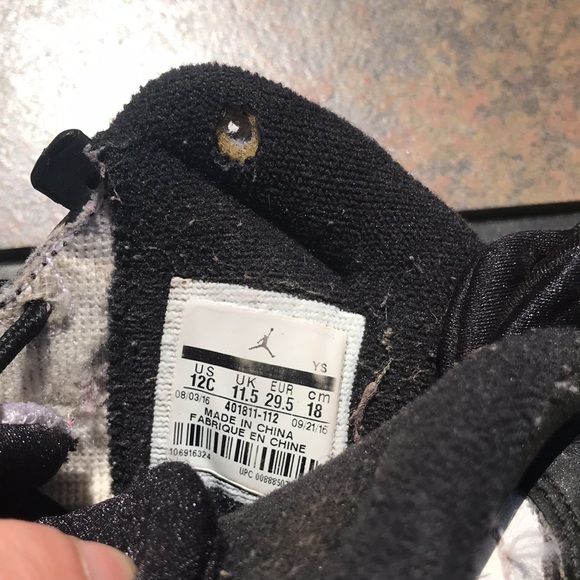 YS
US UK EUR cm
12C 11.5 29.5 18
08/03/16 401811-112 09/21/16
MADE IN CHINA
FABRIQUE EN CHINE
106916324
UPC